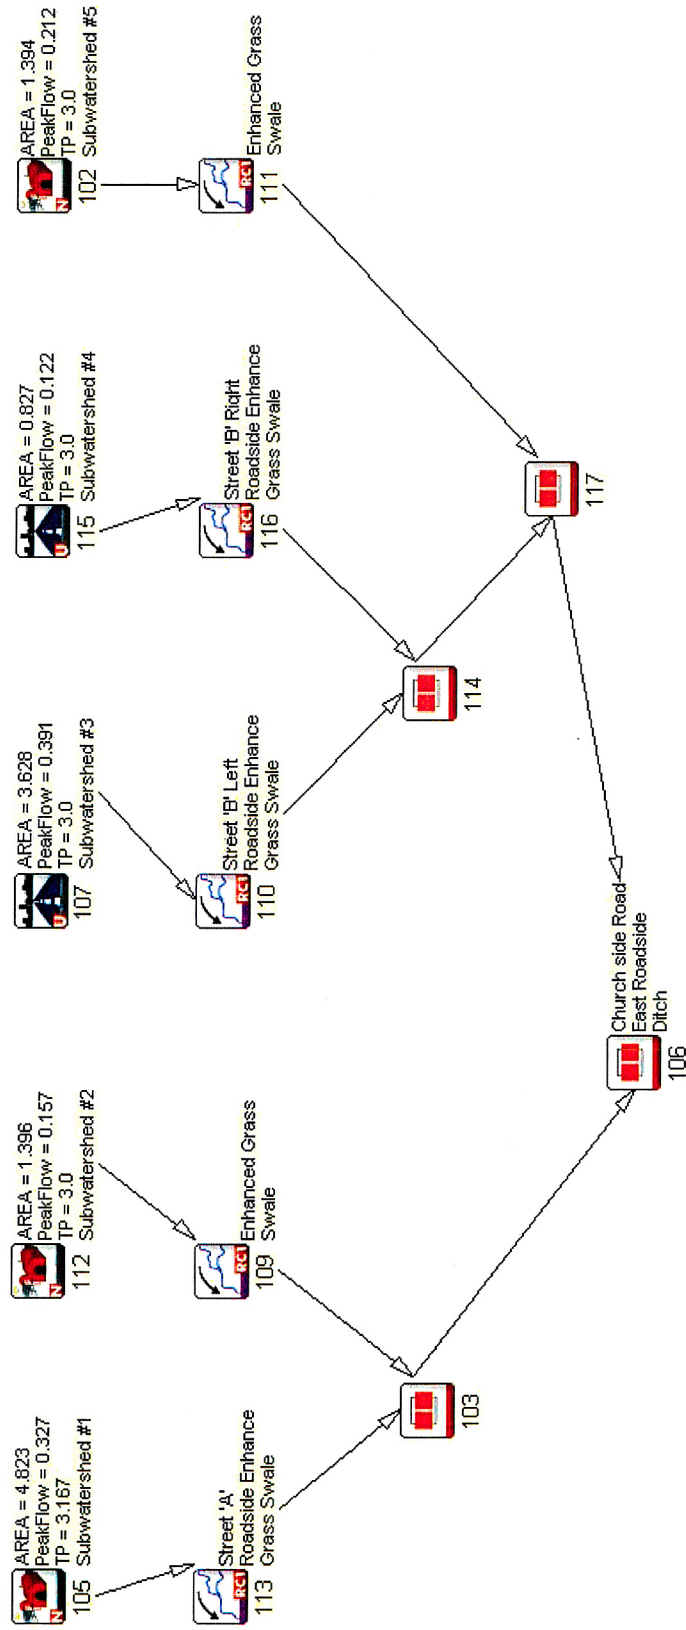 AREA = 4.823
PeakFlow = 0.327
TP = 3.167
Subwatershed #1
N
105
AREA = 1.396
PeakFlow = 0.157
TP = 3.0
Subwatershed #2
N
112
AREA = 3.628
PeakFlow = 0.391
TP = 3.0
Subwatershed #3
U
107
AREA = 0.827
PeakFlow = 0.122
TP = 3.0
Subwatershed #4
U
115
AREA = 1.394
PeakFlow = 0.212
TP = 3.0
Subwatershed #5
N
102
Street 'A'
Roadside Enhance
Grass Swale
RC1
113
Enhanced Grass
Swale
RC1
109
Street 'B' Left
Roadside Enhance
Grass Swale
RC1
110
Street 'B' Right
Roadside Enhance
Grass Swale
RC1
116
Enhanced Grass
Swale
RC1
111
103
114
117
Church side Road
East Roadside
Ditch
106